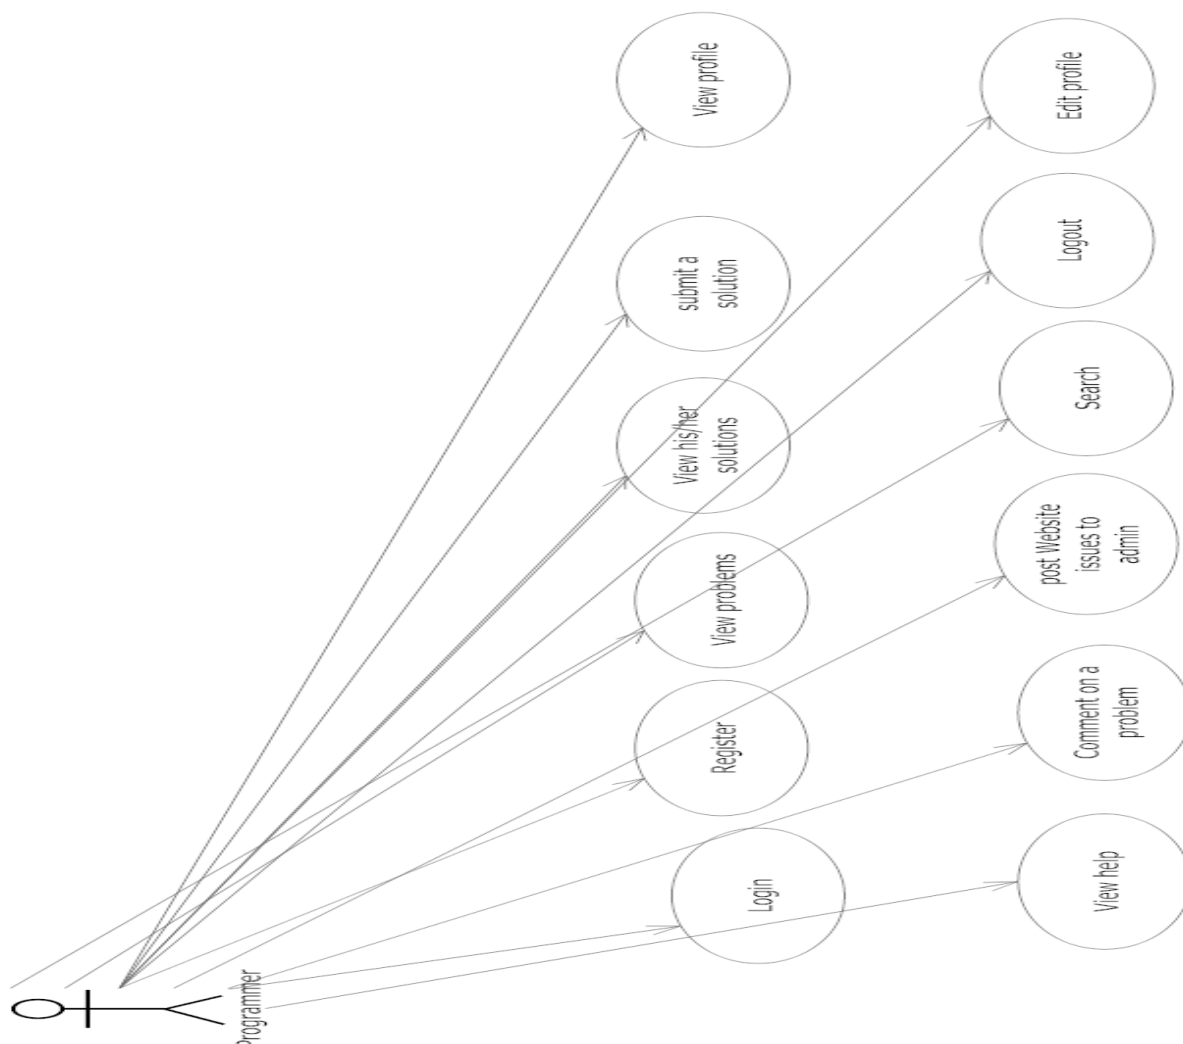 View profile
Edit profile
submit a
solution
Logout
View his/her
solutions
Search
View problems
post Website
issues to
admin
Register
Comment on a
problem
Login
View help
Programmer